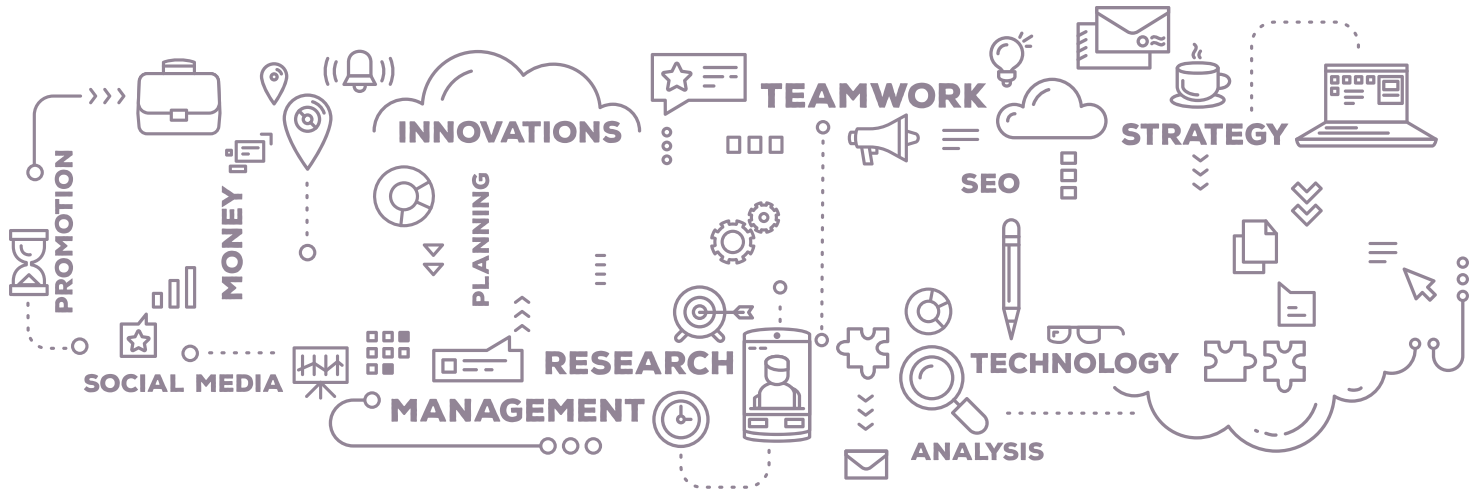 PROMOTION
MONEY
SOCIAL MEDIA
INNOVATIONS
PLANNING
MANAGEMENT
RESEARCH
TEAMWORK
SEO
STRATEGY
TECHNOLOGY
ANALYSIS